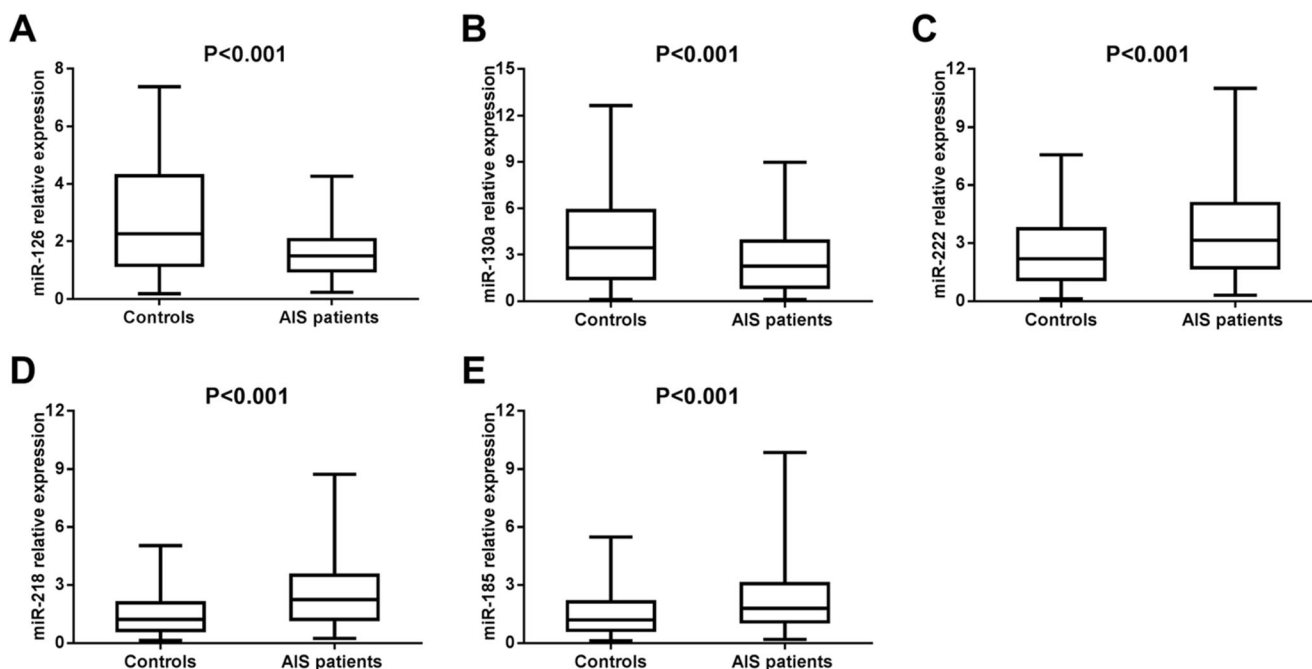 A
P<0.001
miR-126 relative expression
8
6
4
2
0
Controls
AIS patients
B
P<0.001
miR-130a relative expression
15
12
9
6
3
0
Controls
AIS patients
C
P<0.001
miR-222 relative expression
12
9
6
3
0
Controls
AIS patients
D
P<0.001
miR-218 relative expression
12
9
6
3
0
Controls
AIS patients
E
P<0.001
miR-185 relative expression
12
9
6
3
0
Controls
AIS patients